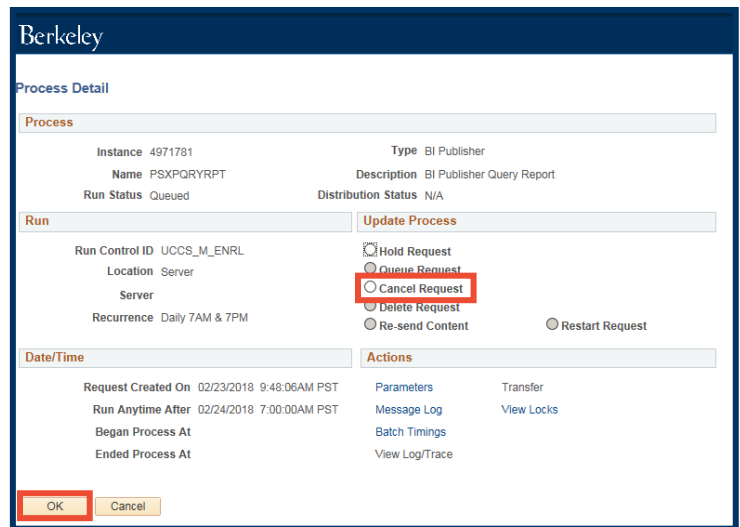 Berkeley
Process Detail
Process
Instance 4971781 Type BI Publisher
Name PSXPQRYRPT Description BI Publisher Query Report
Run Status Queued Distribution Status N/A
Run Update Process
Run Control ID UCCS_M_ENRL Hold Request
Location Server Queue Request
Server Cancel Request
Recurrence Daily 7AM & 7PM Delete Request
Re-send Content Restart Request
Date/Time Actions
Request Created On 02/23/2018 9:48:06AM PST Parameters Transfer
Run Anytime After 02/24/2018 7:00:00AM PST Message Log View Locks
Began Process At Batch Timings
Ended Process At View Log/Trace
OK Cancel